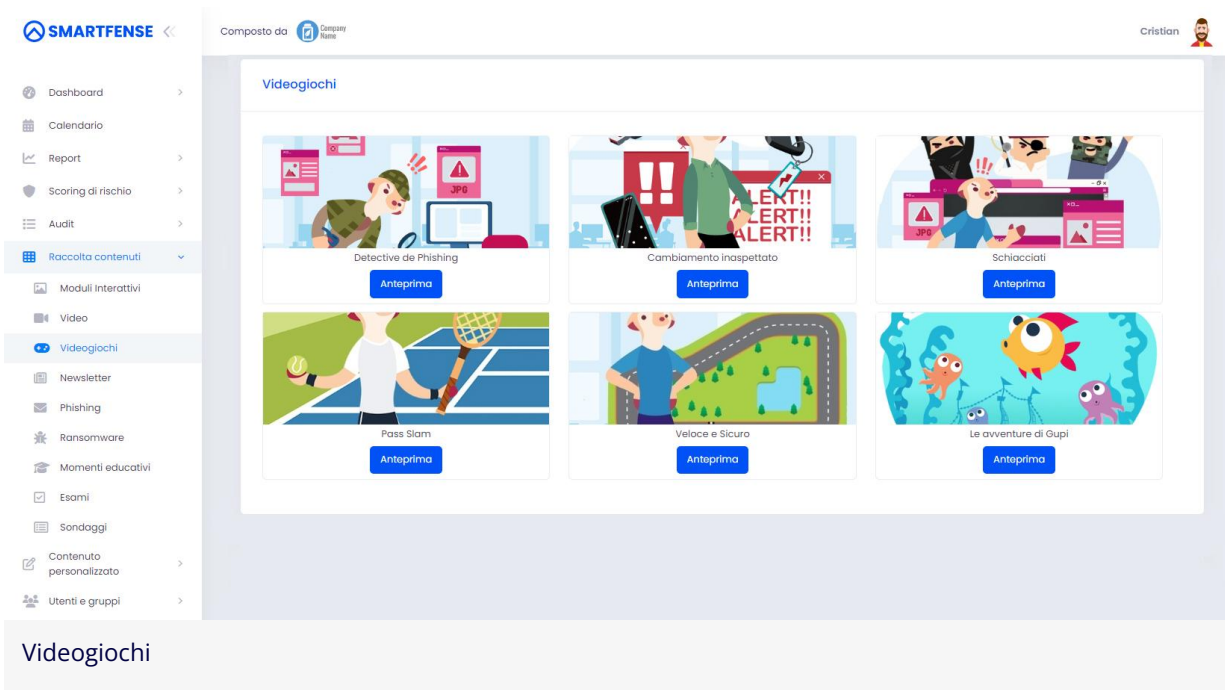 SMARTFENSE
Composto da
Company
Name
Cristian
Dashboard
Calendario
Report
Scoring di rischio
Audit
Raccolta contenuti
Moduli Interattivi
Video
Videogiochi
Newsletter
Phishing
Ransomware
Momenti educativi
Esami
Sondaggi
Contenuto
personalizzato
Utenti e gruppi
Videogiochi
JPG
Detective de Phishing
Anteprima
ALERT!!
ALERT!!
ALERT!!
Cambiamento inaspettato
Anteprima
JPG
Schiacciati
Anteprima
Pass Slam
Anteprima
Veloce e Sicuro
Anteprima
Le avventure di Gupi
Anteprima
Videogiochi